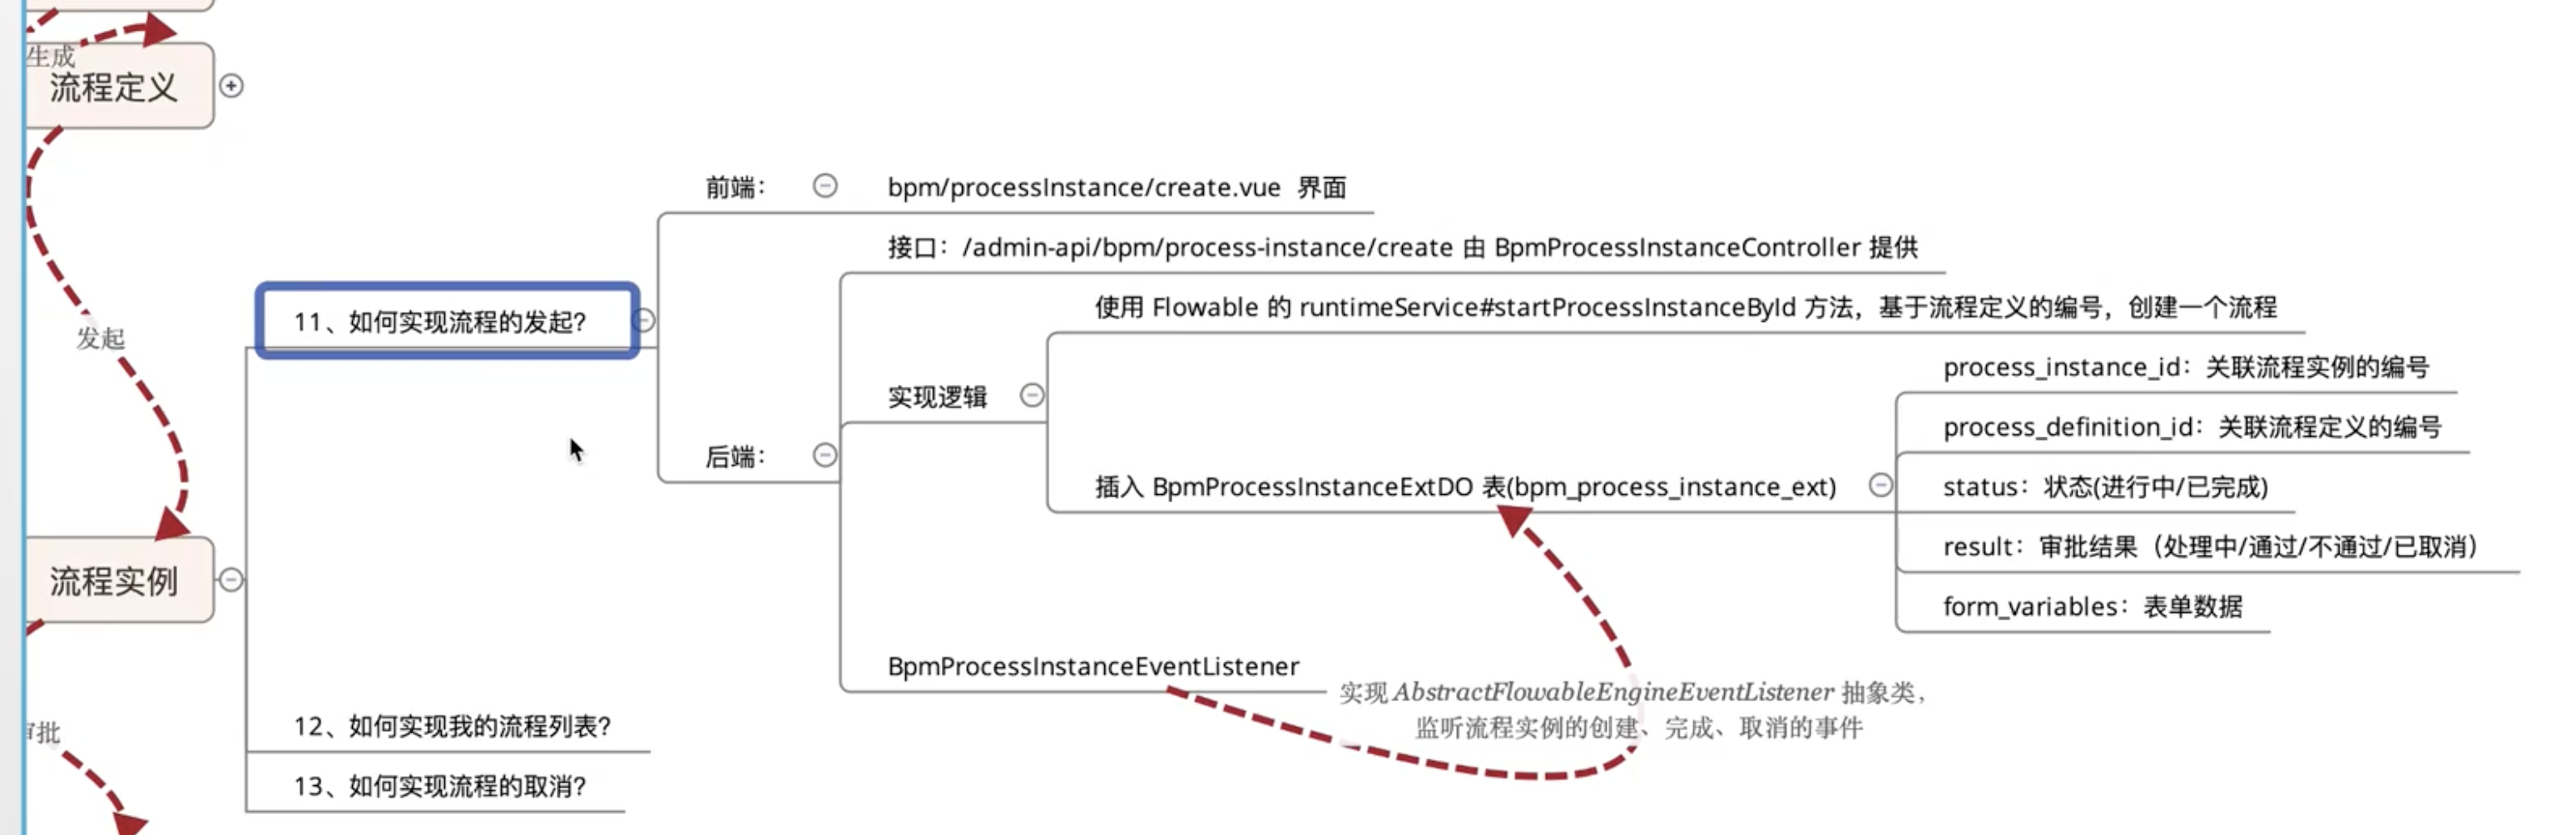 生成
流程定义
前端：
bpm/processInstance/create.vue 界面
接口：/admin-api/bpm/process-instance/create 由 BpmProcessInstanceController 提供
使用 Flowable 的 runtimeService#startProcessInstanceById 方法，基于流程定义的编号，创建一个流程
11、如何实现流程的发起？
发起
process_instance_id：关联流程实例的编号
实现逻辑
process_definition_id：关联流程定义的编号
后端：
插入 BpmProcessInstanceExtDO 表(bpm_process_instance_ext)
status：状态(进行中/已完成)
result：审批结果（处理中/通过/不通过/已取消）
流程实例
form_variables：表单数据
BpmProcessInstanceEventListener
实现 AbstractFlowableEngineEventListener 抽象类，
监听流程实例的创建、完成、取消的事件
12、如何实现我的流程列表？
批
13、如何实现流程的取消？